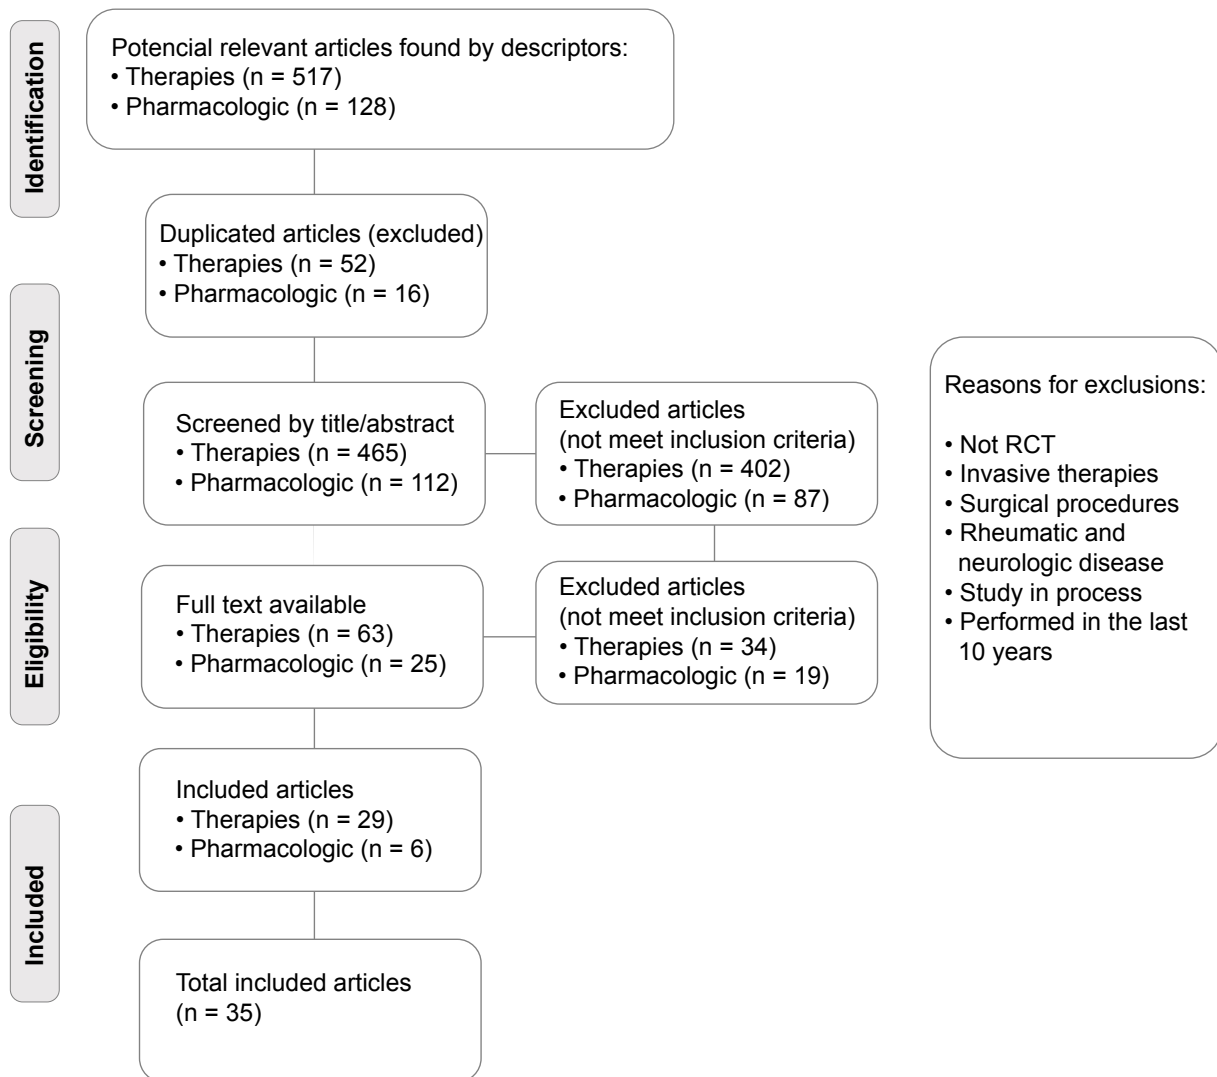 Identification
Potencial relevant articles found by descriptors:
• Therapies (n = 517)
• Pharmacologic (n = 128)
Duplicated articles (excluded)
• Therapies (n = 52)
• Pharmacologic (n = 16)
Screening
Screened by title/abstract
• Therapies (n = 465)
• Pharmacologic (n = 112)
Excluded articles
(not meet inclusion criteria)
• Therapies (n = 402)
• Pharmacologic (n = 87)
Reasons for exclusions:
• Not RCT
• Invasive therapies
• Surgical procedures
• Rheumatic and
neurologic disease
• Study in process
• Performed in the last
10 years
Eligibility
Full text available
• Therapies (n = 63)
• Pharmacologic (n = 25)
Excluded articles
(not meet inclusion criteria)
• Therapies (n = 34)
• Pharmacologic (n = 19)
Included
Included articles
• Therapies (n = 29)
• Pharmacologic (n = 6)
Total included articles
(n = 35)